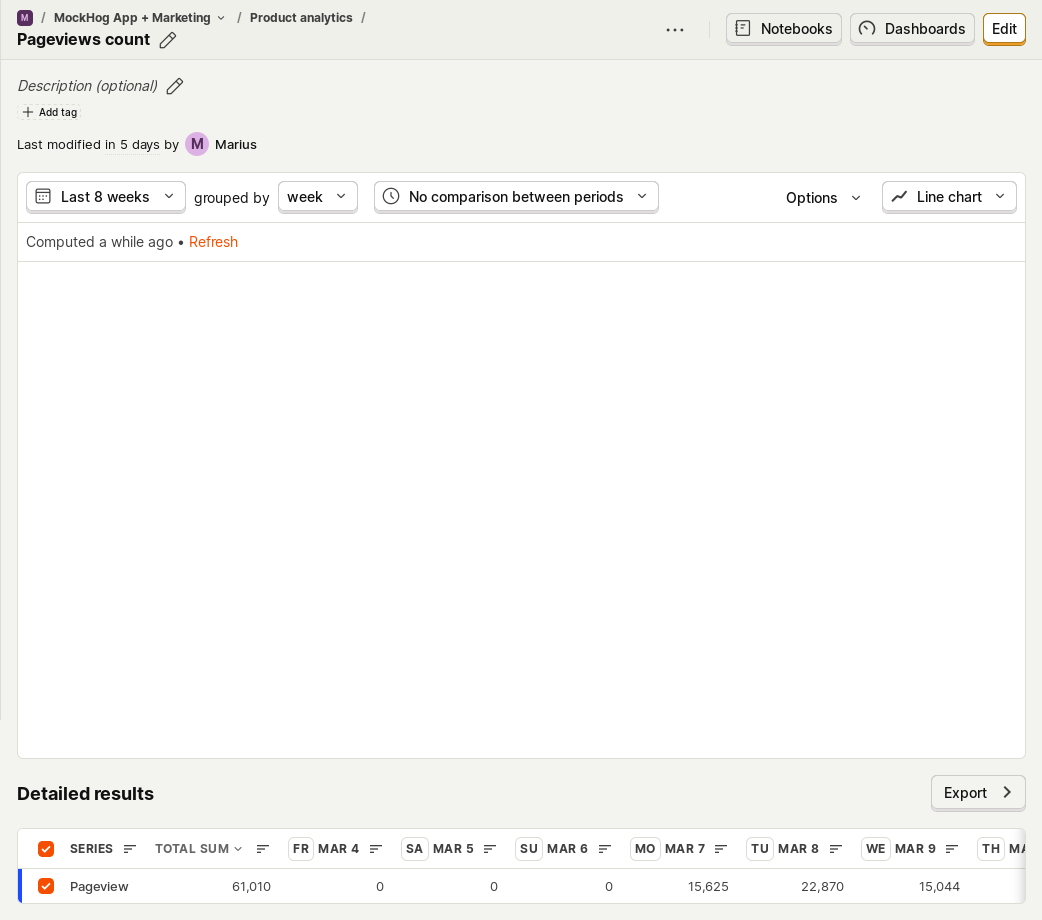 M / MockHog App + Marketing / Product analytics /
Pageviews count
Notebooks
Dashboards
Edit
Description (optional)
Add tag
Last modified in 5 days by M Marius
Last 8 weeks grouped by week No comparison between periods Options Line chart
Computed a while ago • Refresh
Detailed results
Export
SERIES TOTAL SUM FR MAR 4 SA MAR 5 SU MAR 6 MO MAR 7 TU MAR 8 WE MAR 9 TH
Pageview 61,010 0 0 0 15,625 22,870 15,044